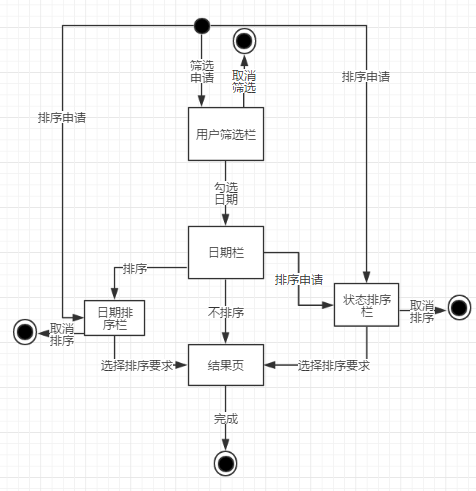 筛选
申请
取消
筛选
排序申请
排序申请
用户筛选栏
勾选
日期
日期栏
排序
排序申请
状态排序
栏
日期排
序栏
不排序
取消
排序
取消
排序
选择排序要求
结果页
选择排序要求
完成